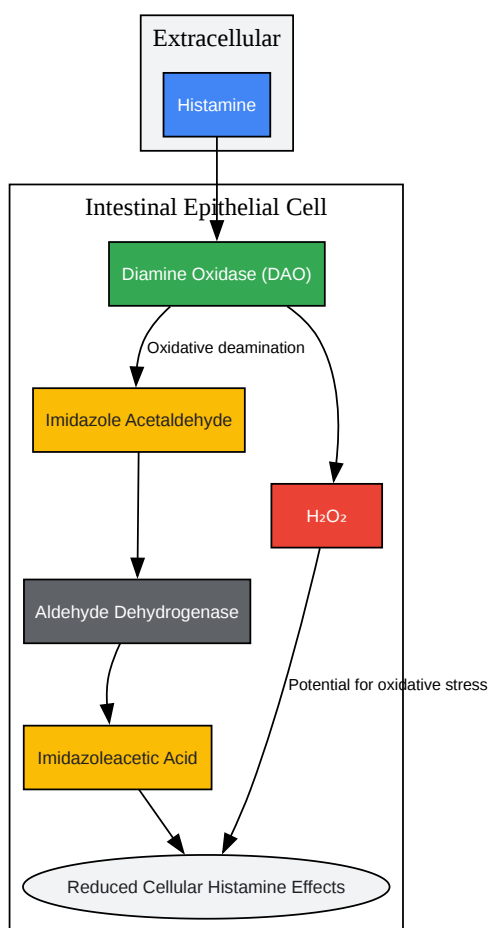 Extracellular
Histamine
Intestinal Epithelial Cell
Diamine Oxidase (DAO)
Oxidative deamination
Imidazole Acetaldehyde
H₂O₂
Aldehyde Dehydrogenase
Potential for oxidative stress
Imidazoleacetic Acid
Reduced Cellular Histamine Effects